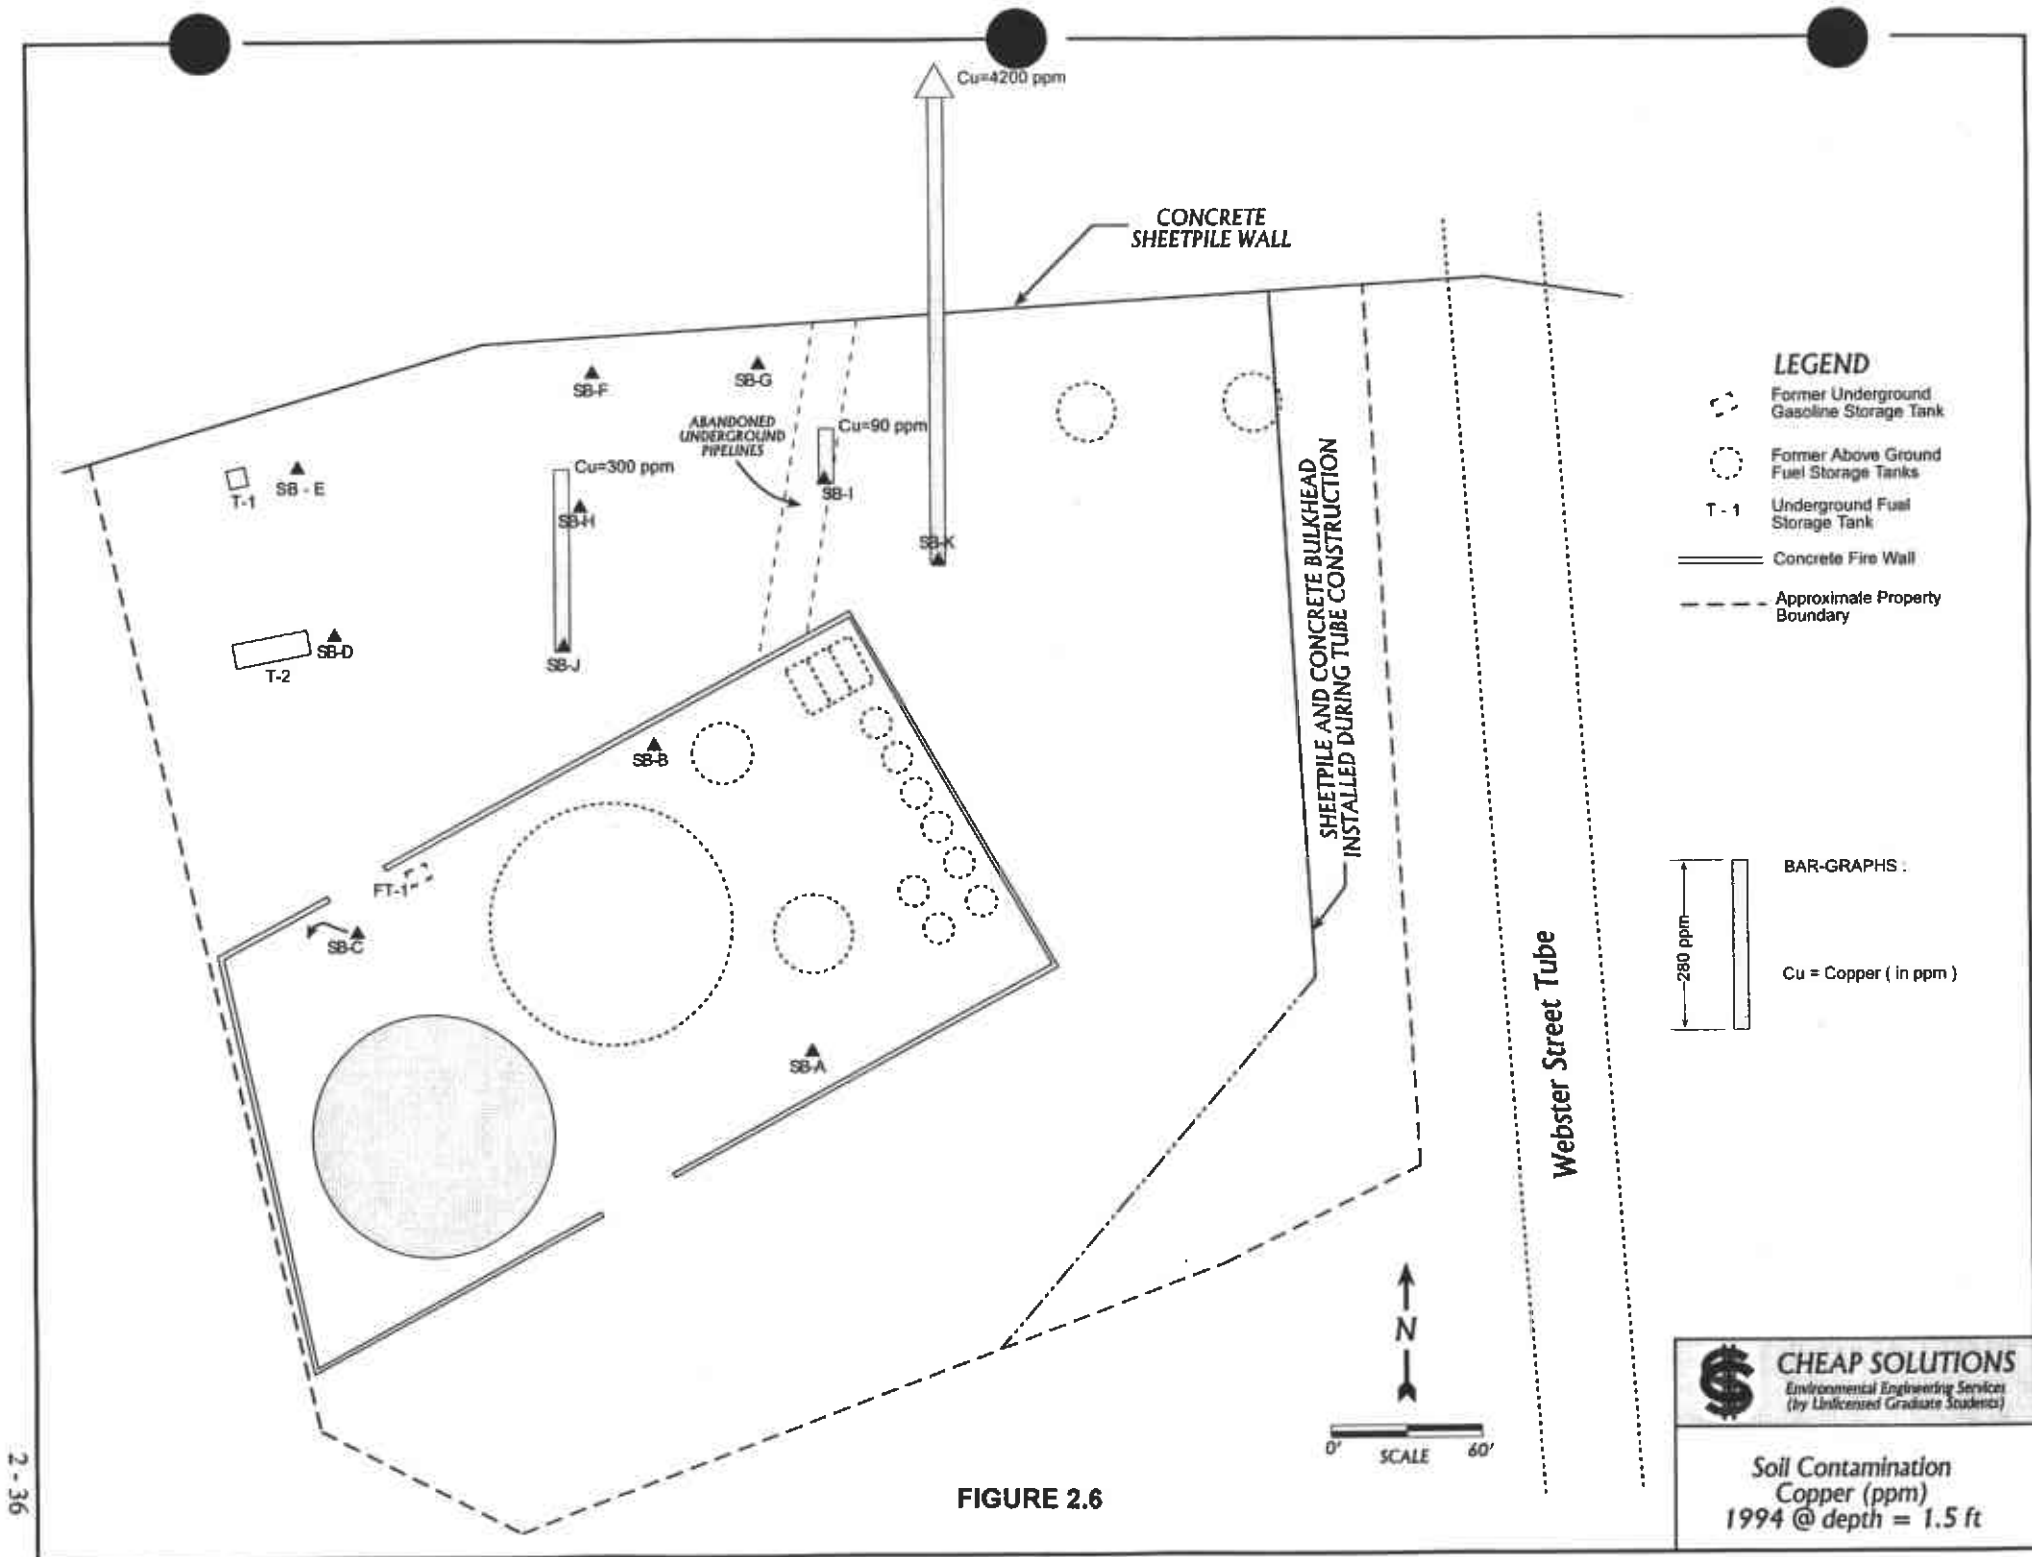 Cu=4200 ppm
CONCRETE
SHEETPILE WALL
SB-F
SB-G
ABANDONED
UNDERGROUND
PIPELINES
Cu=90 ppm
SB-I
Cu=300 ppm
SB-H
T-1
SB - E
SB-K
SB-D
T-2
SB-J
SB-B
FT-1
SB-C
SB-A
SHEETPILE AND CONCRETE BULKHEAD
INSTALLED DURING TUBE CONSTRUCTION
Webster Street Tube
LEGEND
Former Underground
Gasoline Storage Tank
Former Above Ground
Fuel Storage Tanks
T - 1
Underground Fuel
Storage Tank
Concrete Fire Wall
Approximate Property
Boundary
BAR-GRAPHS :
280 ppm
Cu = Copper ( in ppm )
N
0'
60'
SCALE
FIGURE 2.6
CHEAP SOLUTIONS
Environmental Engineering Services
(by Unlicensed Graduate Students)
Soil Contamination
Copper (ppm)
1994 @ depth = 1.5 ft
2 - 36